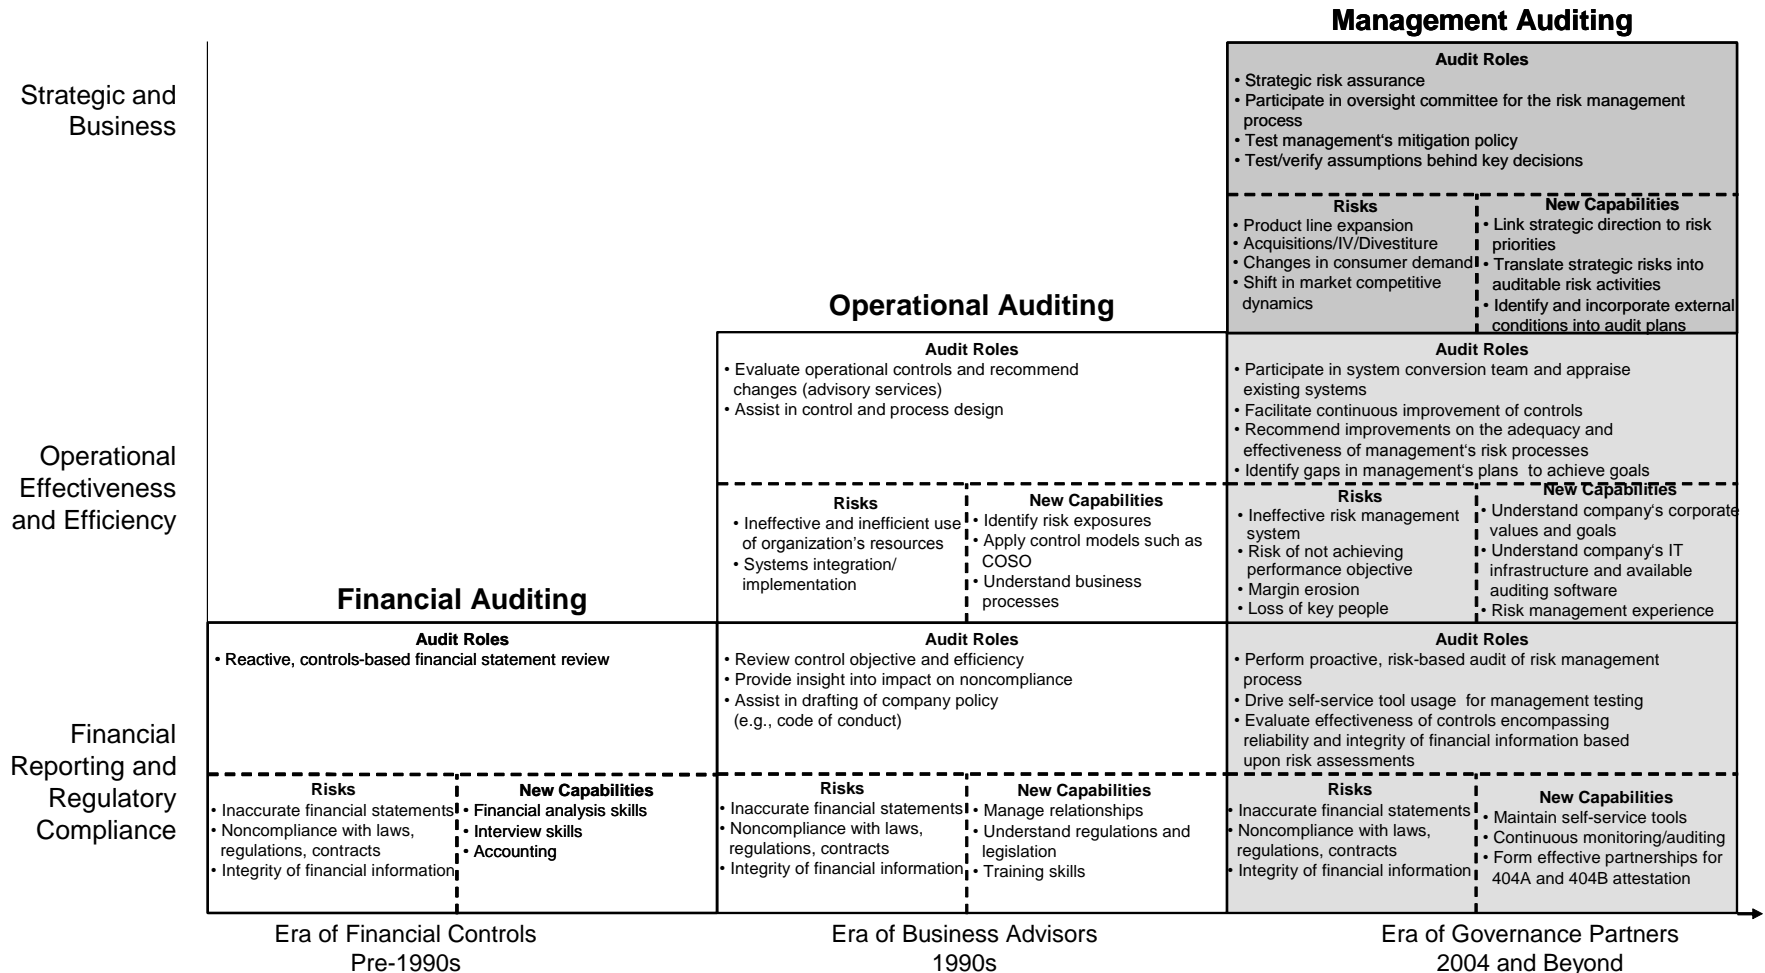 Management Auditing
Strategic and
Business
Audit Roles
• Strategic risk assurance
• Participate in oversight committee for the risk management
process
• Test management‘s mitigation policy
• Test/verify assumptions behind key decisions
Risks
• Product line expansion
• Acquisitions/IV/Divestiture
• Changes in consumer demand
• Shift in market competitive
dynamics
New Capabilities
• Link strategic direction to risk
priorities
• Translate strategic risks into
auditable risk activities
• Identify and incorporate external
conditions into audit plans
Operational Auditing
Operational
Effectiveness
and Efficiency
Audit Roles
• Evaluate operational controls and recommend
changes (advisory services)
• Assist in control and process design
Risks
• Ineffective and inefficient use
of organization’s resources
• Systems integration/
implementation
New Capabilities
• Identify risk exposures
• Apply control models such as
COSO
• Understand business
processes
Audit Roles
• Participate in system conversion team and appraise
existing systems
• Facilitate continuous improvement of controls
• Recommend improvements on the adequacy and
effectiveness of management‘s risk processes
• Identify gaps in management‘s plans to achieve goals
Risks
• Ineffective risk management
system
• Risk of not achieving
performance objective
• Margin erosion
• Loss of key people
New Capabilities
• Understand company‘s corporate
values and goals
• Understand company‘s IT
infrastructure and available
auditing software
• Risk management experience
Financial Auditing
Financial
Reporting and
Regulatory
Compliance
Audit Roles
• Reactive, controls-based financial statement review
Risks
• Inaccurate financial statements
• Noncompliance with laws,
regulations, contracts
• Integrity of financial information
New Capabilities
• Financial analysis skills
• Interview skills
• Accounting
Audit Roles
• Review control objective and efficiency
• Provide insight into impact on noncompliance
• Assist in drafting of company policy
(e.g., code of conduct)
Risks
• Inaccurate financial statements
• Noncompliance with laws,
regulations, contracts
• Integrity of financial information
New Capabilities
• Manage relationships
• Understand regulations and
legislation
• Training skills
Audit Roles
• Perform proactive, risk-based audit of risk management
process
• Drive self-service tool usage for management testing
• Evaluate effectiveness of controls encompassing
reliability and integrity of financial information based
upon risk assessments
Risks
• Inaccurate financial statements
• Noncompliance with laws,
regulations, contracts
• Integrity of financial information
New Capabilities
• Maintain self-service tools
• Continuous monitoring/auditing
• Form effective partnerships for
404A and 404B attestation
Era of Financial Controls
Pre-1990s
Era of Business Advisors
1990s
Era of Governance Partners
2004 and Beyond